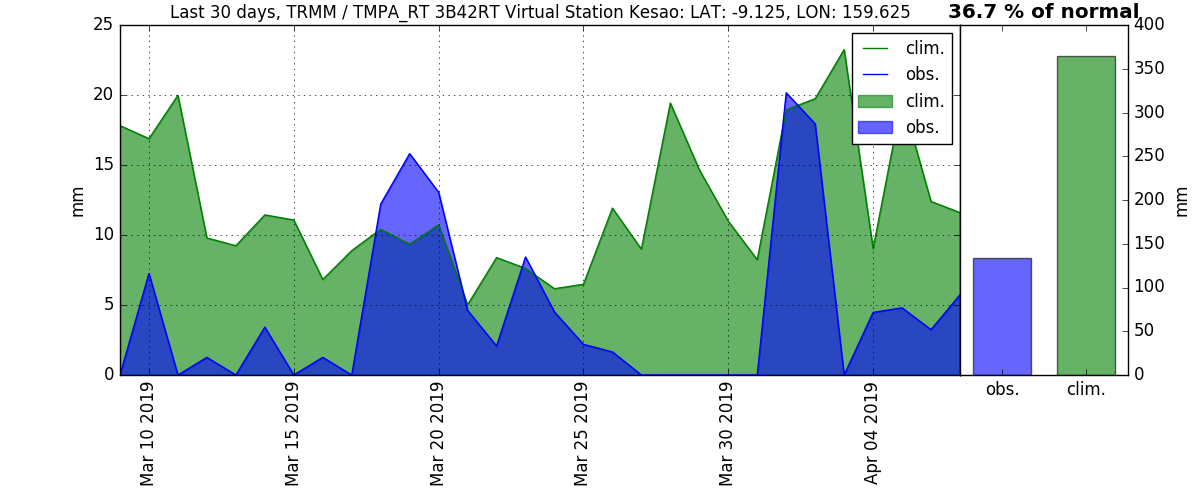 Last 30 days, TRMM / TMPA_RT 3B42RT Virtual Station Kesao: LAT: -9.125, LON: 159.625
36.7 % of normal
25
20
15
10
5
0
mm
clim.
obs.
clim.
obs.
400
350
300
250
200
150
100
50
0
mm
obs.
clim.
Mar 10 2019
Mar 15 2019
Mar 20 2019
Mar 25 2019
Mar 30 2019
Apr 04 2019